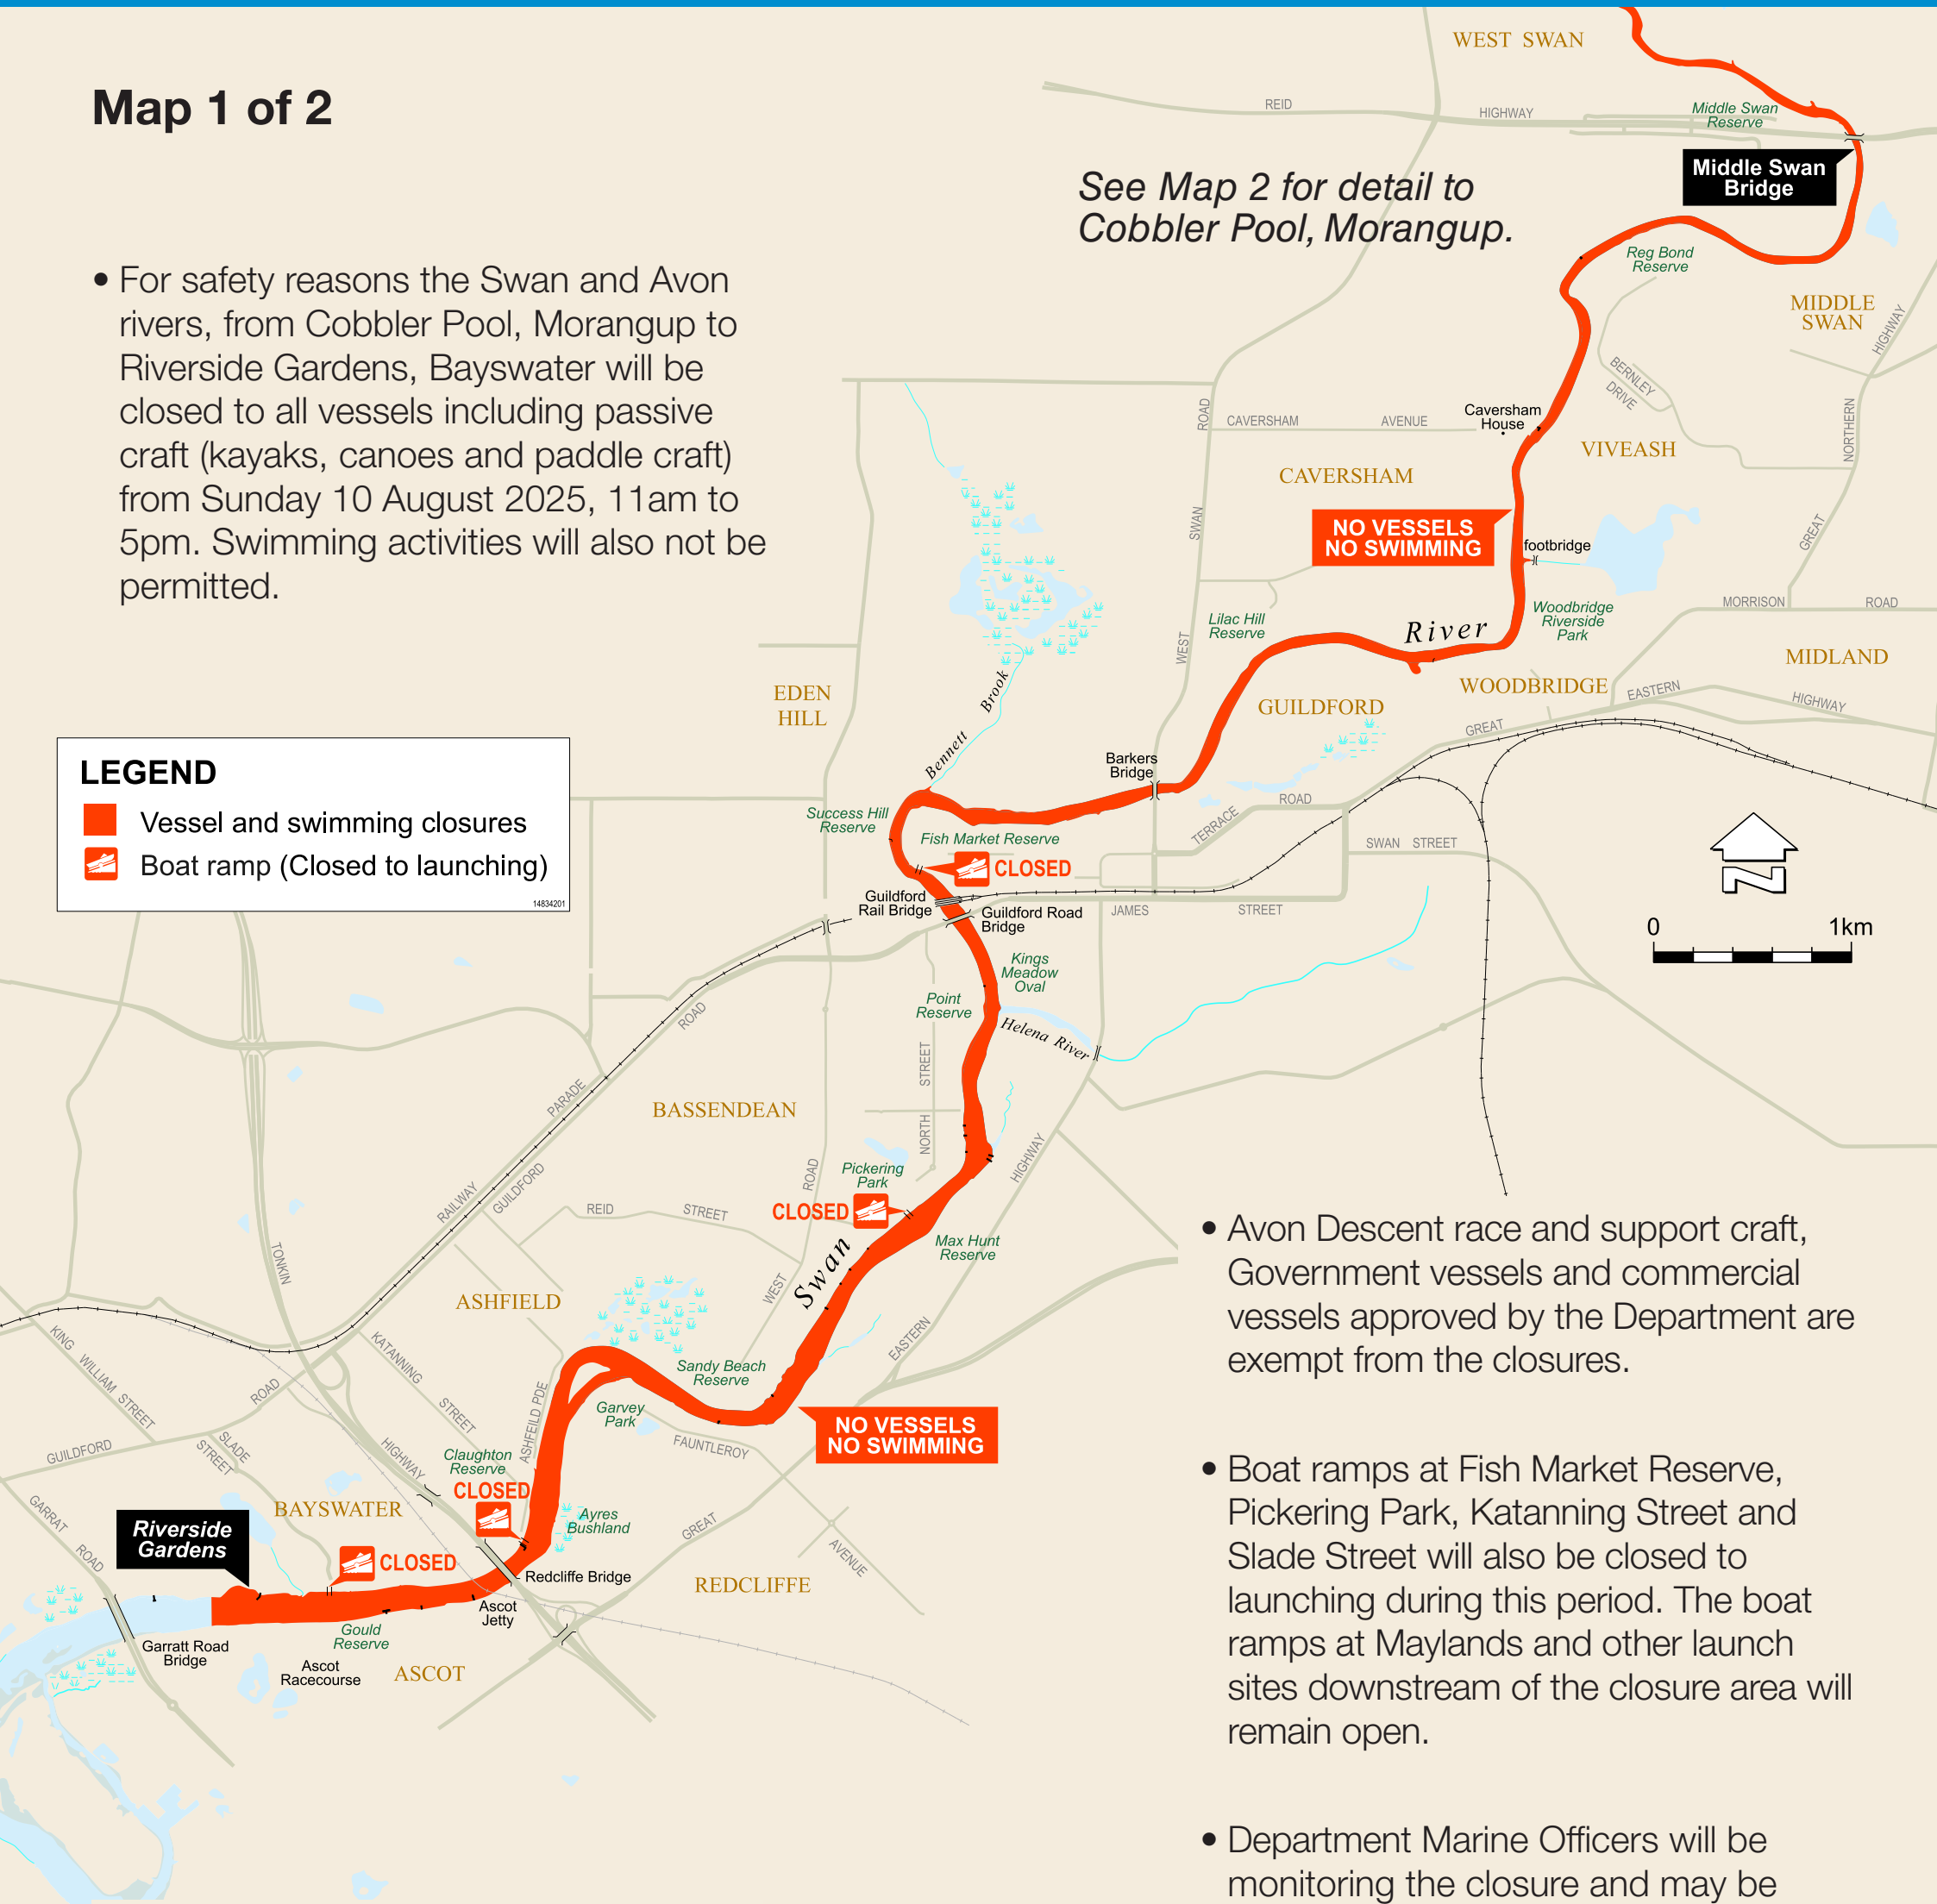 Map 1 of 2
• For safety reasons the Swan and Avon
rivers, from Cobbler Pool, Morangup to
Riverside Gardens, Bayswater will be
closed to all vessels including passive
craft (kayaks, canoes and paddle craft)
from Sunday 10 August 2025, 11am to
5pm. Swimming activities will also not be
permitted.
See Map 2 for detail to
Cobbler Pool, Morangup.
WEST SWAN
REID
HIGHWAY
Middle Swan
Reserve
Middle Swan
Bridge
Reg Bond
Reserve
MIDDLE
SWAN
HIGHWAY
BERNLEY
DRIVE
NORTHERN
GREAT
ROAD
CAVERSHAM
AVENUE
Caversham
House
VIVEASH
CAVERSHAM
SWAN
NO VESSELS
NO SWIMMING
footbridge
Woodbridge
Riverside
Park
MORRISON
ROAD
Lilac Hill
Reserve
River
WEST
MIDLAND
WOODBRIDGE
EASTERN
HIGHWAY
GUILDFORD
GREAT
EDEN
HILL
Brook
Bennett
Barkers
Bridge
LEGEND
Vessel and swimming closures
Boat ramp (Closed to launching)
14834201
Success Hill
Reserve
Fish Market Reserve
CLOSED
TERRACE
ROAD
SWAN STREET
Guildford
Rail Bridge
Guildford Road
Bridge
JAMES
STREET
N
0
1km
Kings
Meadow
Oval
Point
Reserve
Helena River
ROAD
PARADE
STREET
NORTH
BASSENDEAN
HIGHWAY
Pickering
Park
ROAD
CLOSED
RAILWAY
GUILDFORD
REID
STREET
Max Hunt
Reserve
TONKIN
Swan
WEST
ASHFIELD
EASTERN
KING
WILLIAM
STREET
KATANNING
STREET
Sandy Beach
Reserve
ROAD
ASHFEILD PDE
Garvey
Park
NO VESSELS
NO SWIMMING
GUILDFORD
SLADE
STREET
HIGHWAY
FAUNTLEROY
Claughton
Reserve
CLOSED
GARRAT
ROAD
BAYSWATER
Ayres
Bushland
GREAT
AVENUE
Riverside
Gardens
CLOSED
Redcliffe Bridge
REDCLIFFE
Ascot
Jetty
Gould
Reserve
Garratt Road
Bridge
Ascot
Racecourse
ASCOT
• Avon Descent race and support craft,
Government vessels and commercial
vessels approved by the Department are
exempt from the closures.
• Boat ramps at Fish Market Reserve,
Pickering Park, Katanning Street and
Slade Street will also be closed to
launching during this period. The boat
ramps at Maylands and other launch
sites downstream of the closure area will
remain open.
• Department Marine Officers will be
monitoring the closure and may be